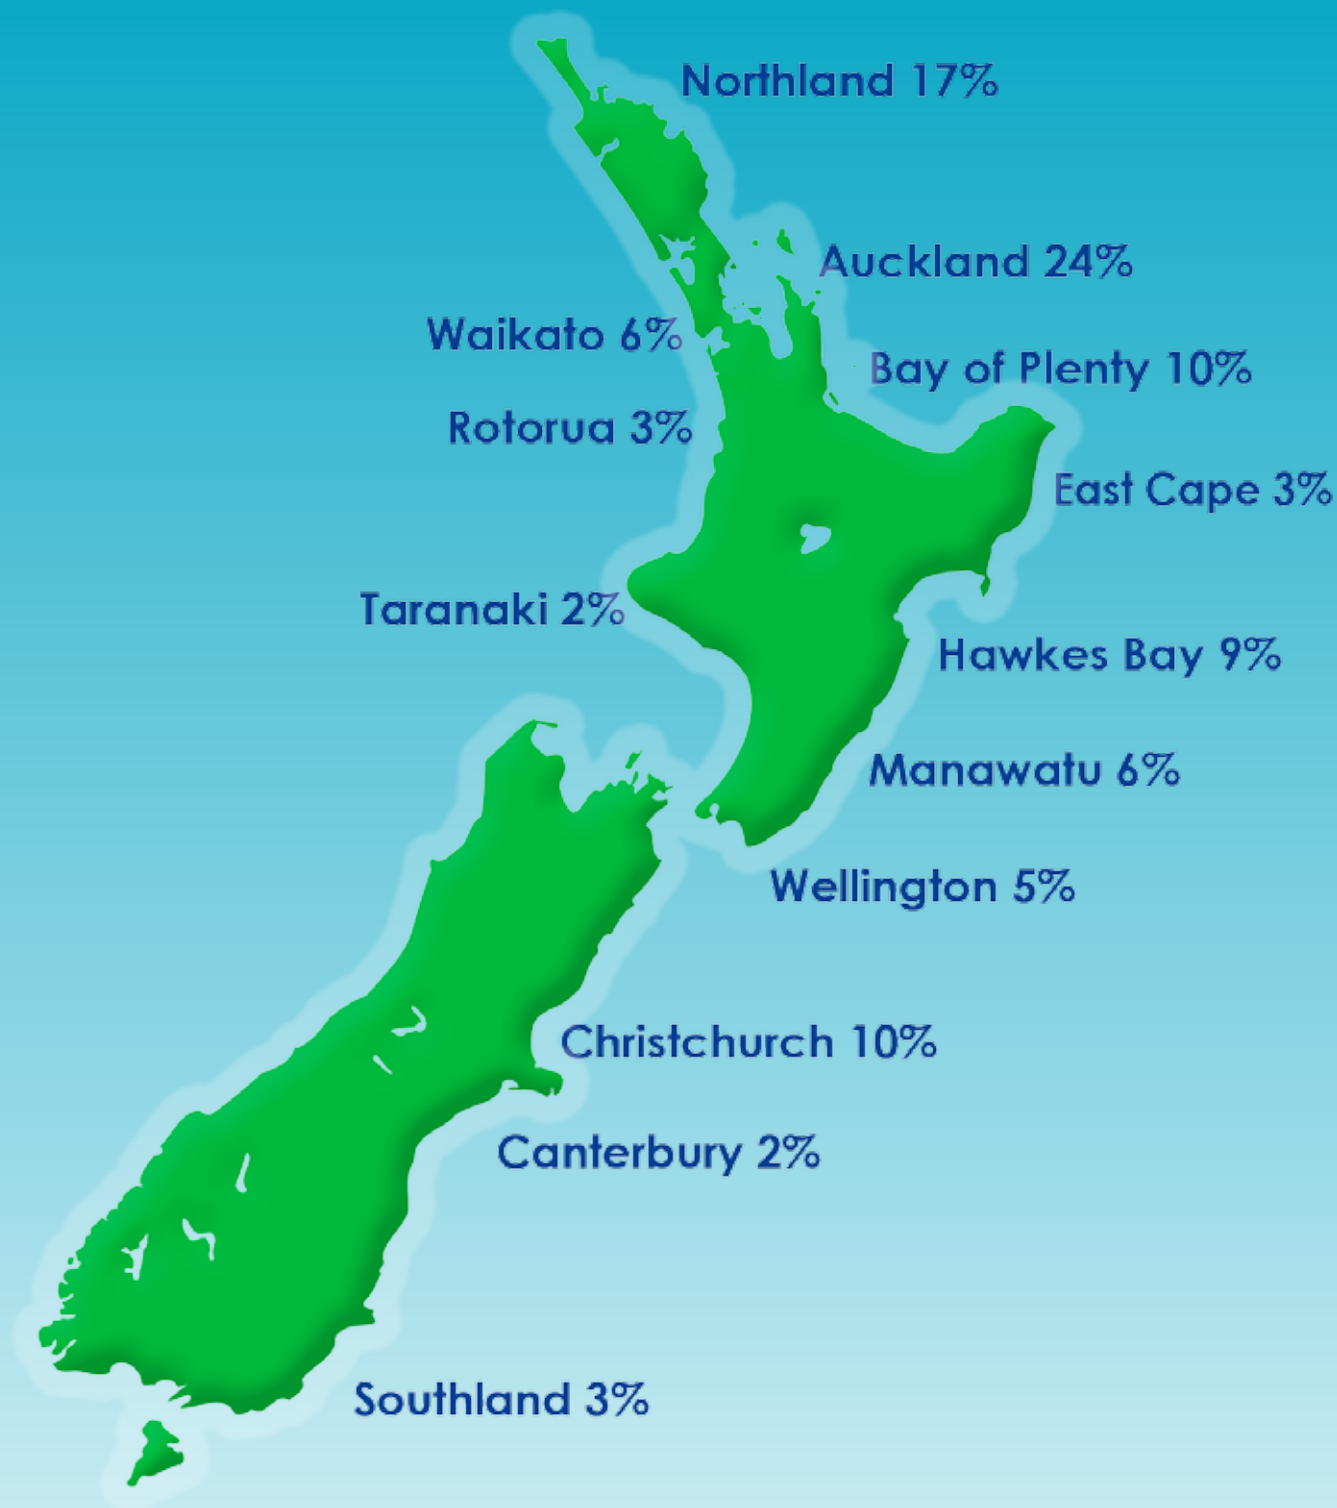 Northland 17%
Auckland 24%
Waikato 6%
Bay of Plenty 10%
Rotorua 3%
East Cape 3%
Taranaki 2%
Hawkes Bay 9%
Manawatu 6%
Wellington 5%
Christchurch 10%
Canterbury 2%
Southland 3%